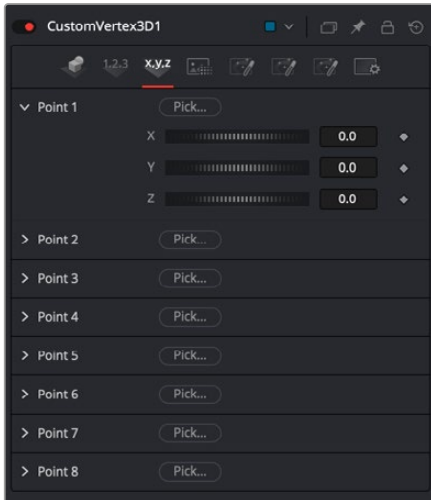 CustomVertex3D1
1.2.3 x,y,z
Point 1 Pick...
X 0.0
Y 0.0
Z 0.0
Point 2 Pick...
Point 3 Pick...
Point 4 Pick...
Point 5 Pick...
Point 6 Pick...
Point 7 Pick...
Point 8 Pick...